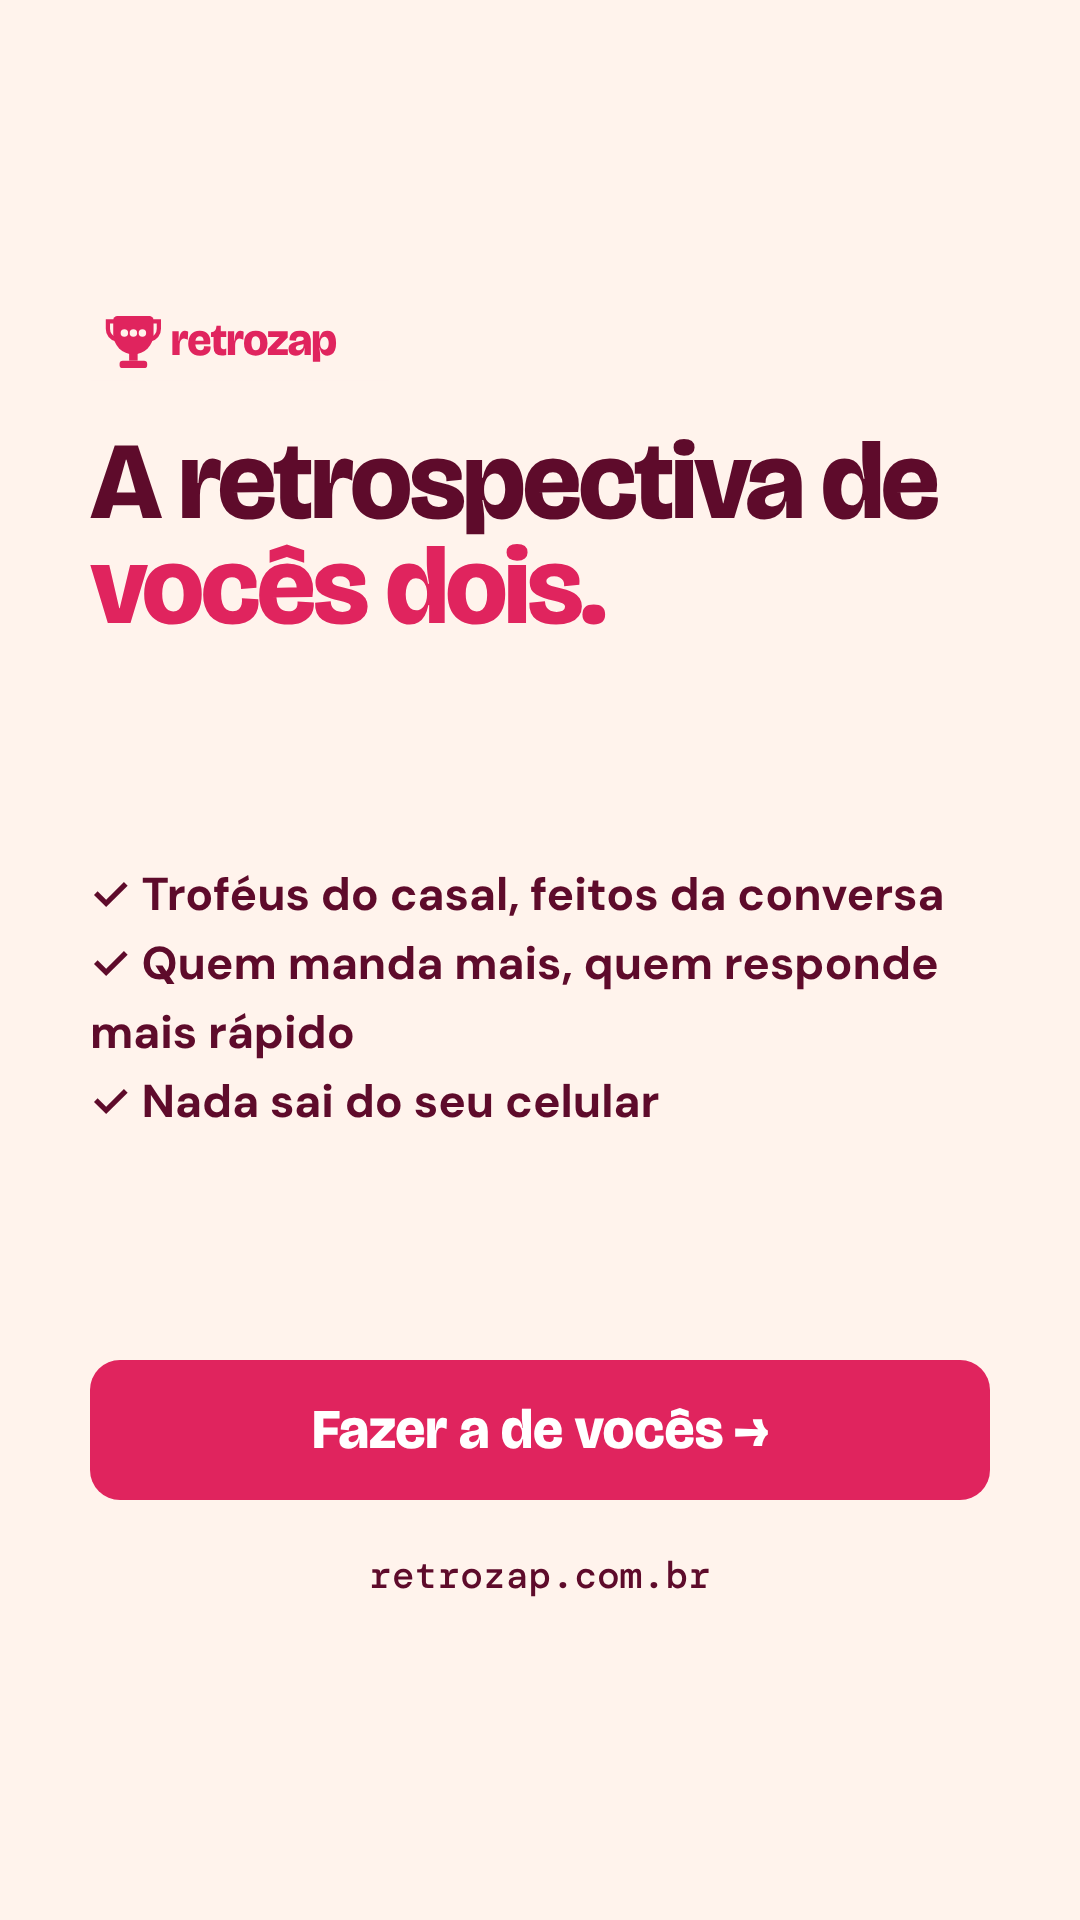 retrozap
A retrospectiva de
vocês dois.
✓ Troféus do casal, feitos da conversa
✓ Quem manda mais, quem responde
mais rápido
✓ Nada sai do seu celular
Fazer a de vocês →
retrozap.com.br